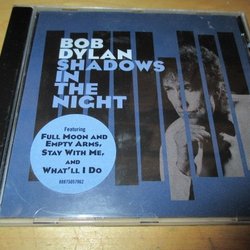 BOB
DYLAN
SHADOWS
IN
THE
NIGHT
Featuring
FULL MOON AND
EMPTY ARMS,
STAY WITH ME,
AND
WHAT'LL I DO
88875057962